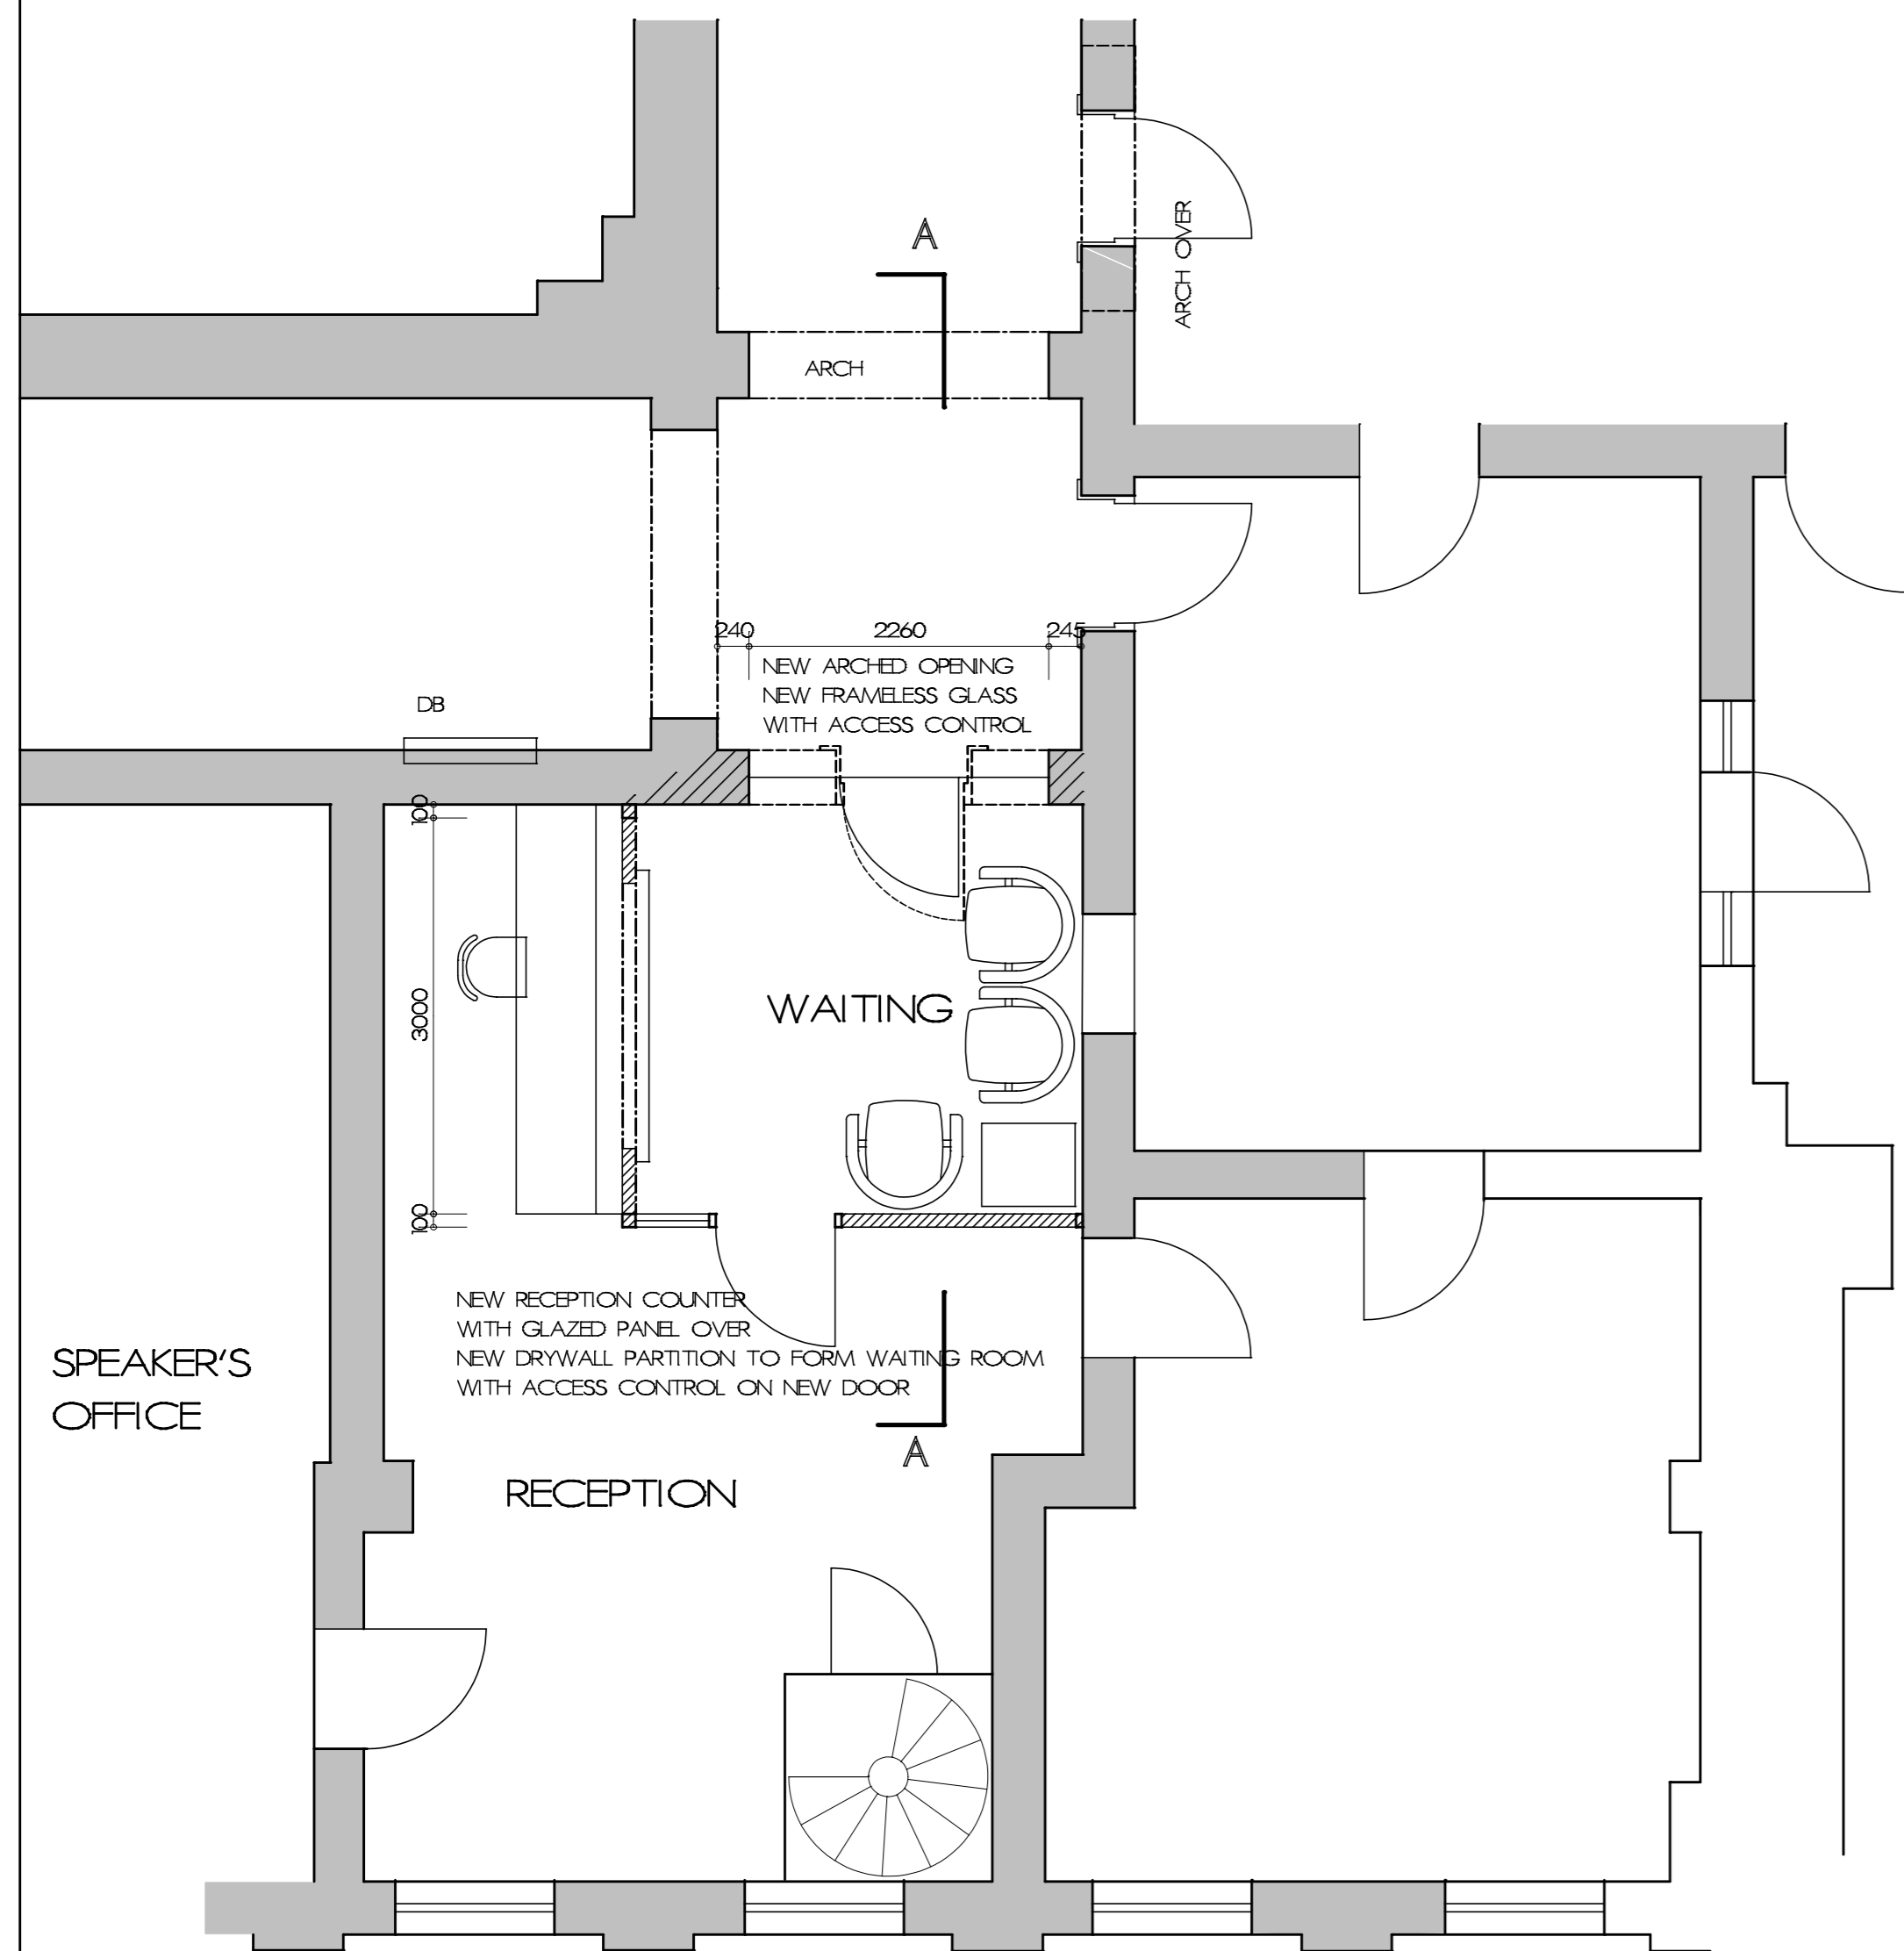 A
ARCH OVER
ARCH
240 2260 245
NEW ARCHED OPENING
NEW FRAMELESS GLASS
WITH ACCESS CONTROL
DB
100
3000
100
WAITING
NEW RECEPTION COUNTER
WITH GLAZED PANEL OVER
NEW DRYWALL PARTITION TO FORM WAITING ROOM
WITH ACCESS CONTROL ON NEW DOOR
SPEAKER'S
OFFICE
A
RECEPTION